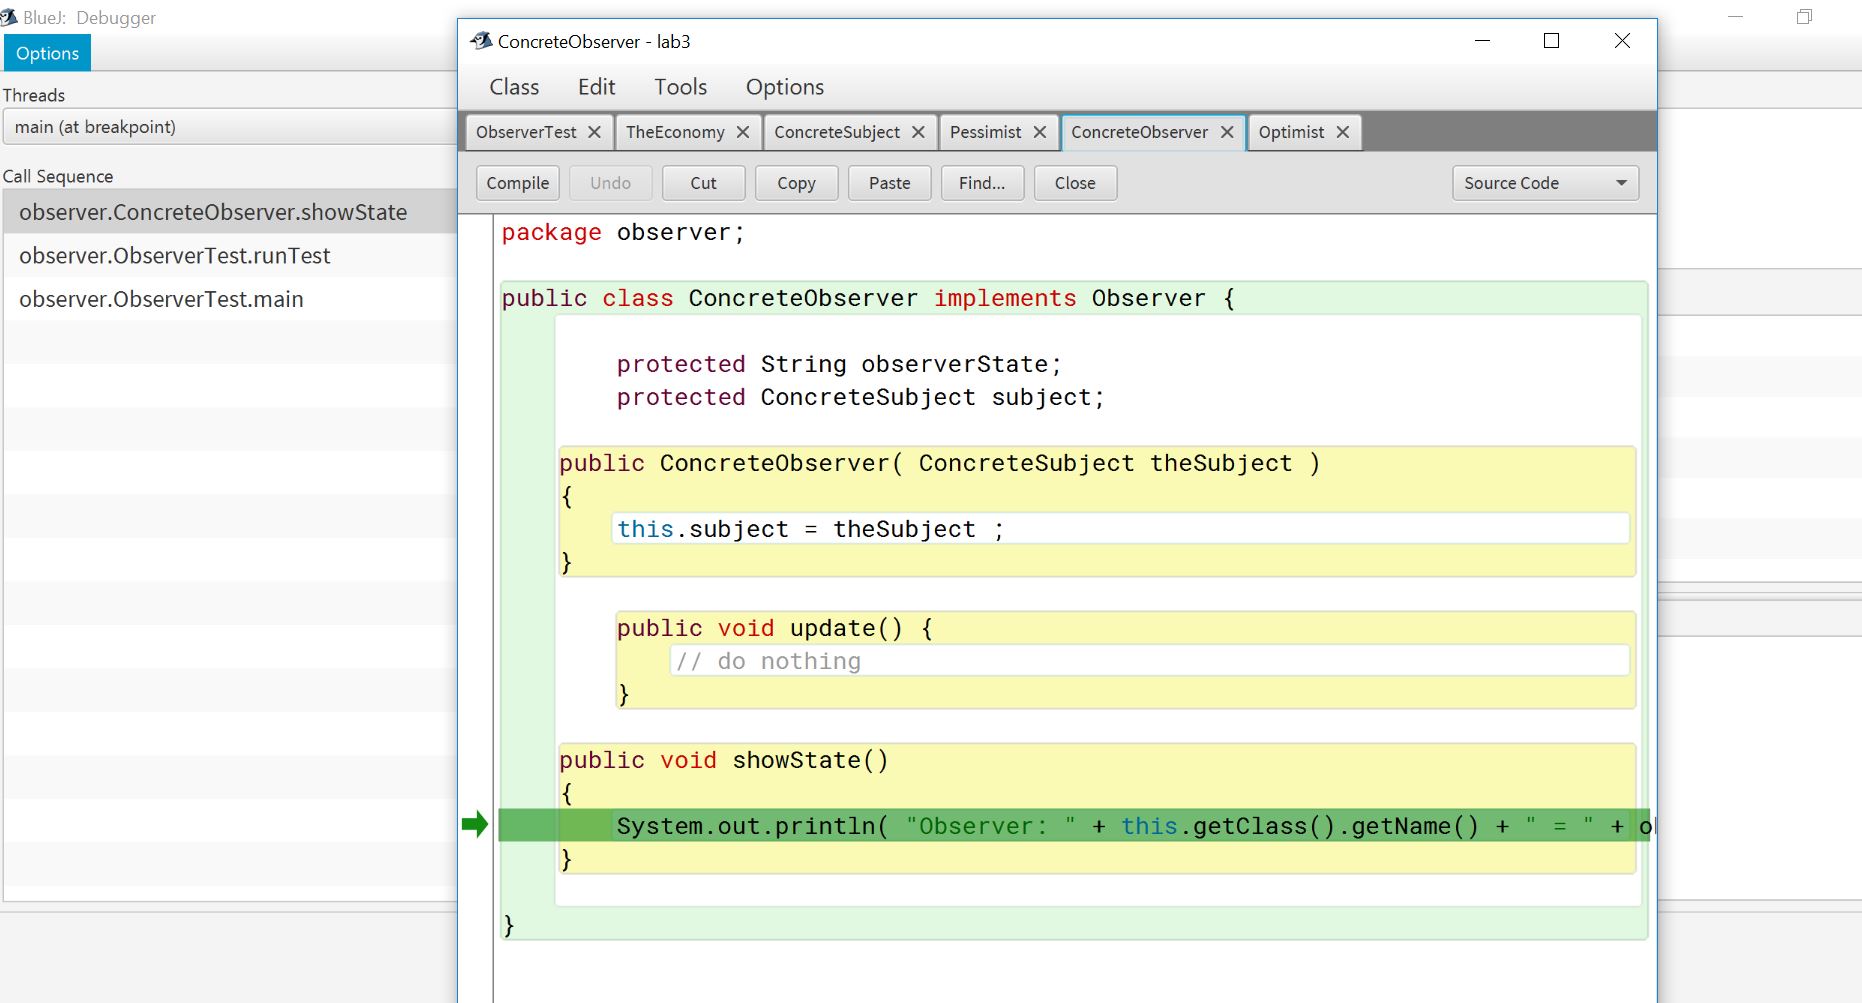 BlueJ: Debugger
Options
Threads
main (at breakpoint)
Call Sequence
observer.ConcreteObserver.showState
observer.ObserverTest.runTest
observer.ObserverTest.main
ConcreteObserver - lab3
Class Edit Tools Options
ObserverTest TheEconomy ConcreteSubject Pessimist ConcreteObserver Optimist
Compile Undo Cut Copy Paste Find... Close Source Code
package observer;
public class ConcreteObserver implements Observer {
protected String observerState;
protected ConcreteSubject subject;
public ConcreteObserver( ConcreteSubject theSubject )
{
this.subject = theSubject ;
}
public void update() {
// do nothing
}
public void showState()
{
System.out.println( "Observer: " + this.getClass().getName() + " = " +
}
}